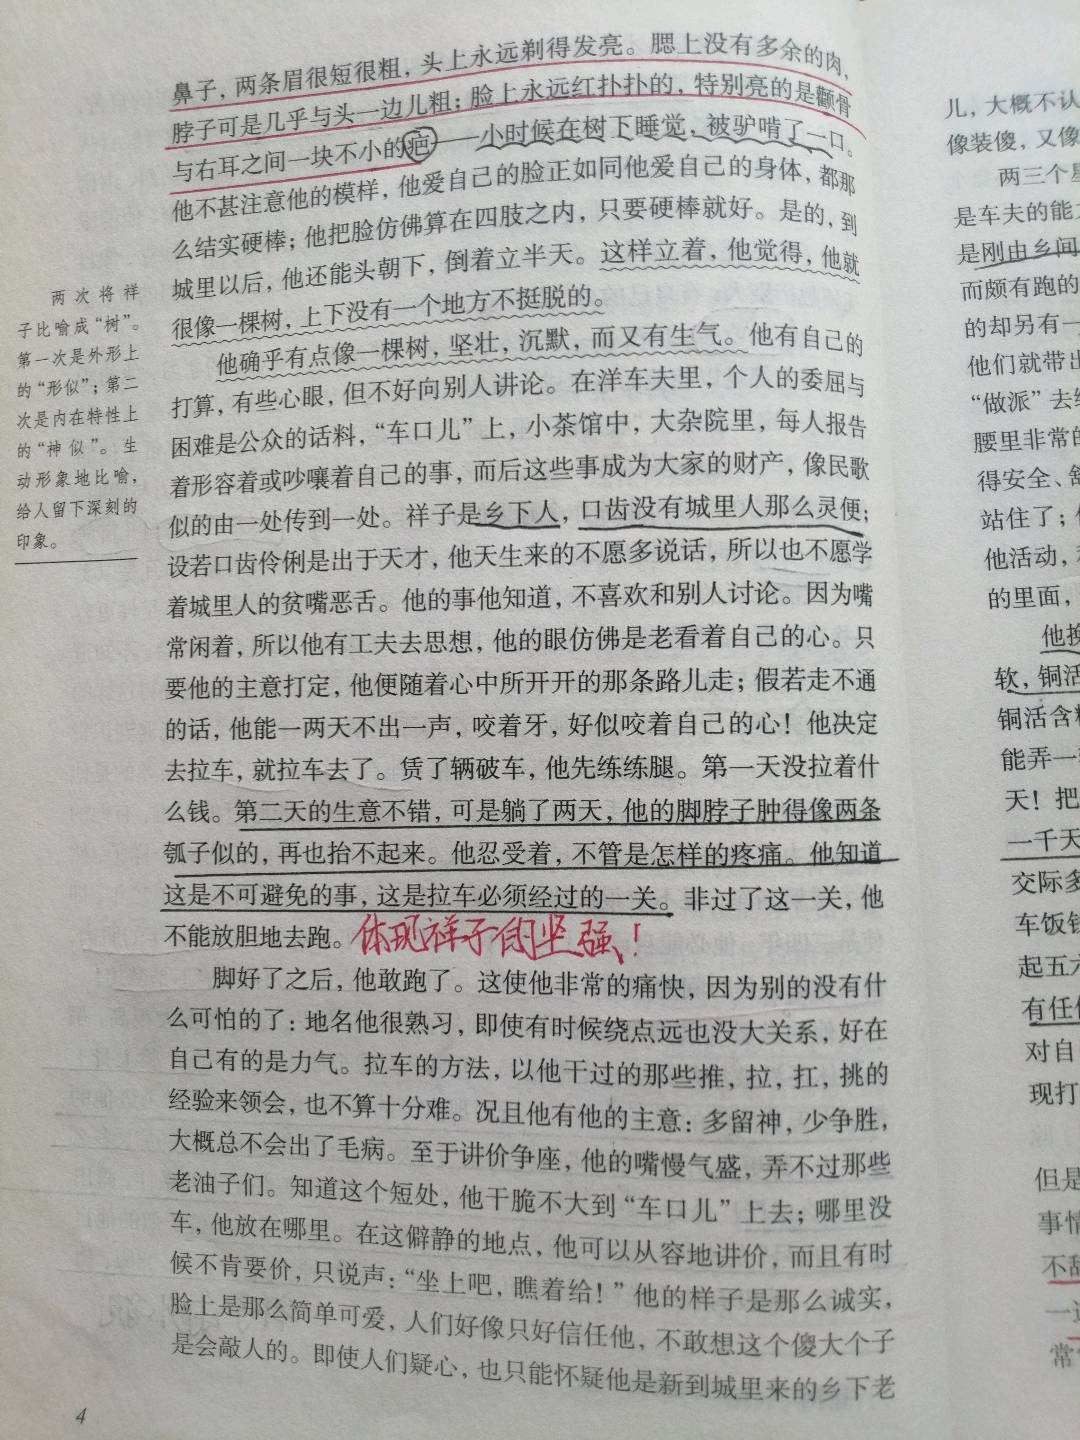 鼻子，两条眉很短很粗，头上永远剃得发亮。腮上没有多余的肉，
脖子可是几乎与头一边儿粗；脸上永远红扑扑的，特别亮的是颧骨
与右耳之间一块不小的疤——小时候在树下睡觉，被驴啃了一口。
他不甚注意他的模样，他爱自己的脸正如同他爱自己的身体，都那
么结实硬棒；他把脸仿佛算在四肢之内，只要硬棒就好。是的，到
城里以后，他还能头朝下，倒着立半天。这样立着，他觉得，他就
很像一棵树，上下没有一个地方不挺脱的。
他确乎有点像一棵树，坚壮，沉默，而又有生气。他有自己的
打算，有些心眼，但不好向别人讲论。在洋车夫里，个人的委屈与
困难是公众的话料，“车口儿”上，小茶馆中，大杂院里，每人报告
着形容着或吵嚷着自己的事，而后这些事成为大家的财产，像民歌
似的由一处传到一处。祥子是乡下人，口齿没有城里人那么灵便；
设若口齿伶俐是出于天才，他天生来的不愿多说话，所以也不愿学
着城里人的贫嘴恶舌。他的事他知道，不喜欢和别人讨论。因为嘴
常闲着，所以他有工夫去思想，他的眼仿佛是老看着自己的心。只
要他的主意打定，他便随着心中所开开的那条路儿走；假若走不通
的话，他能一两天不出一声，咬着牙，好似咬着自己的心！他决定
去拉车，就拉车去了。赁了辆破车，他先练练腿。第一天没拉着什
么钱。第二天的生意不错，可是躺了两天，他的脚脖子肿得像两条
瓠子似的，再也抬不起来。他忍受着，不管是怎样的疼痛。他知道
这是不可避免的事，这是拉车必须经过的一关。非过了这一关，他
不能放胆地去跑。
体现祥子的坚强！
脚好了之后，他敢跑了。这使他非常的痛快，因为别的没有什
么可怕的了：地名他很熟习，即使有时候绕点远也没大关系，好在
自己有的是力气。拉车的方法，以他干过的那些推，拉，扛，挑的
经验来领会，也不算十分难。况且他有他的主意：多留神，少争胜，
大概总不会出了毛病。至于讲价争座，他的嘴慢气盛，弄不过那些
老油子们。知道这个短处，他干脆不大到“车口儿”上去；哪里没
车，他放在哪里。在这僻静的地点，他可以从容地讲价，而且有时
候不肯要价，只说声：“坐上吧，瞧着给！”他的样子是那么诚实，
脸上是那么简单可爱，人们好像只好信任他，不敢想这个傻大个子
是会敲人的。即使人们疑心，也只能怀疑他是新到城里来的乡下老
两次将祥
子比喻成“树”。
第一次是外形上
的“形似”；第二
次是内在特性上
的“神似”。生
动形象地比喻，
给人留下深刻的
印象。
4
儿，大概不认
像装傻，又像
两三个星
是车夫的能
是刚由乡间
而颇有跑的
的却另有一
他们就带出
“做派”去
腰里非常的
得安全、舒
站住了；
他活动，
的里面，
他换
软，铜活
铜活含糊
能弄一
天！把
一千天
交际多
车饭钱
起五六
有任何
对自
现打
但是
事情
不敢
一
常